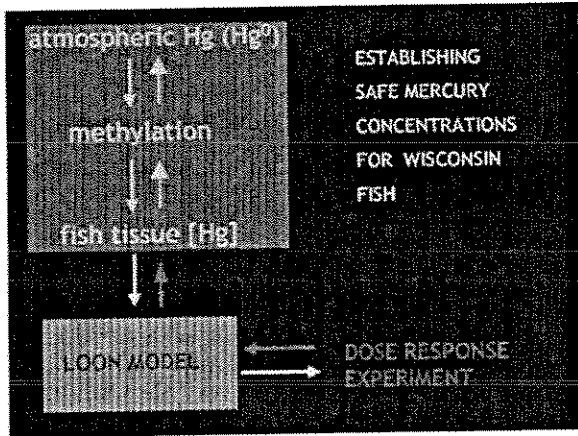 atmospheric Hg (Hg⁰)
methylation
fish tissue [Hg]
LOON MODEL
ESTABLISHING
SAFE MERCURY
CONCENTRATIONS
FOR WISCONSIN
FISH
DOSE RESPONSE
EXPERIMENT